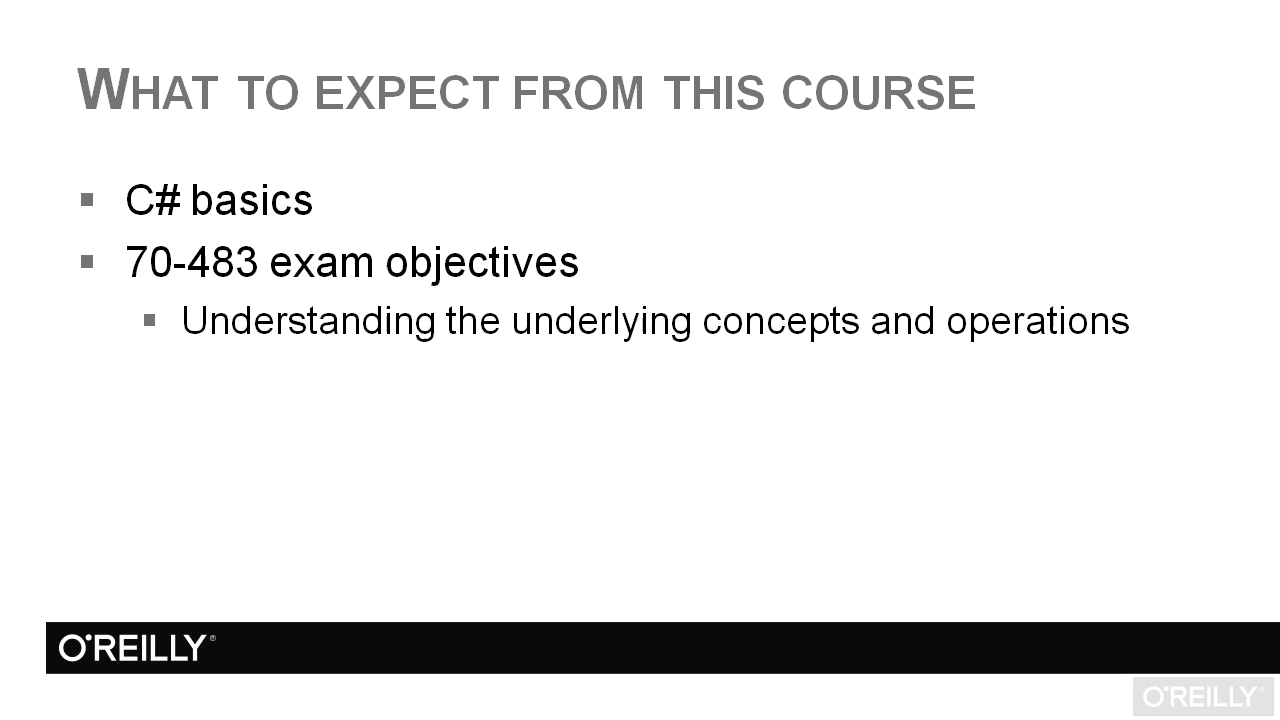 WHAT TO EXPECT FROM THIS COURSE
C# basics
70-483 exam objectives
Understanding the underlying concepts and operations
O'REILLY®
O'REILLY®